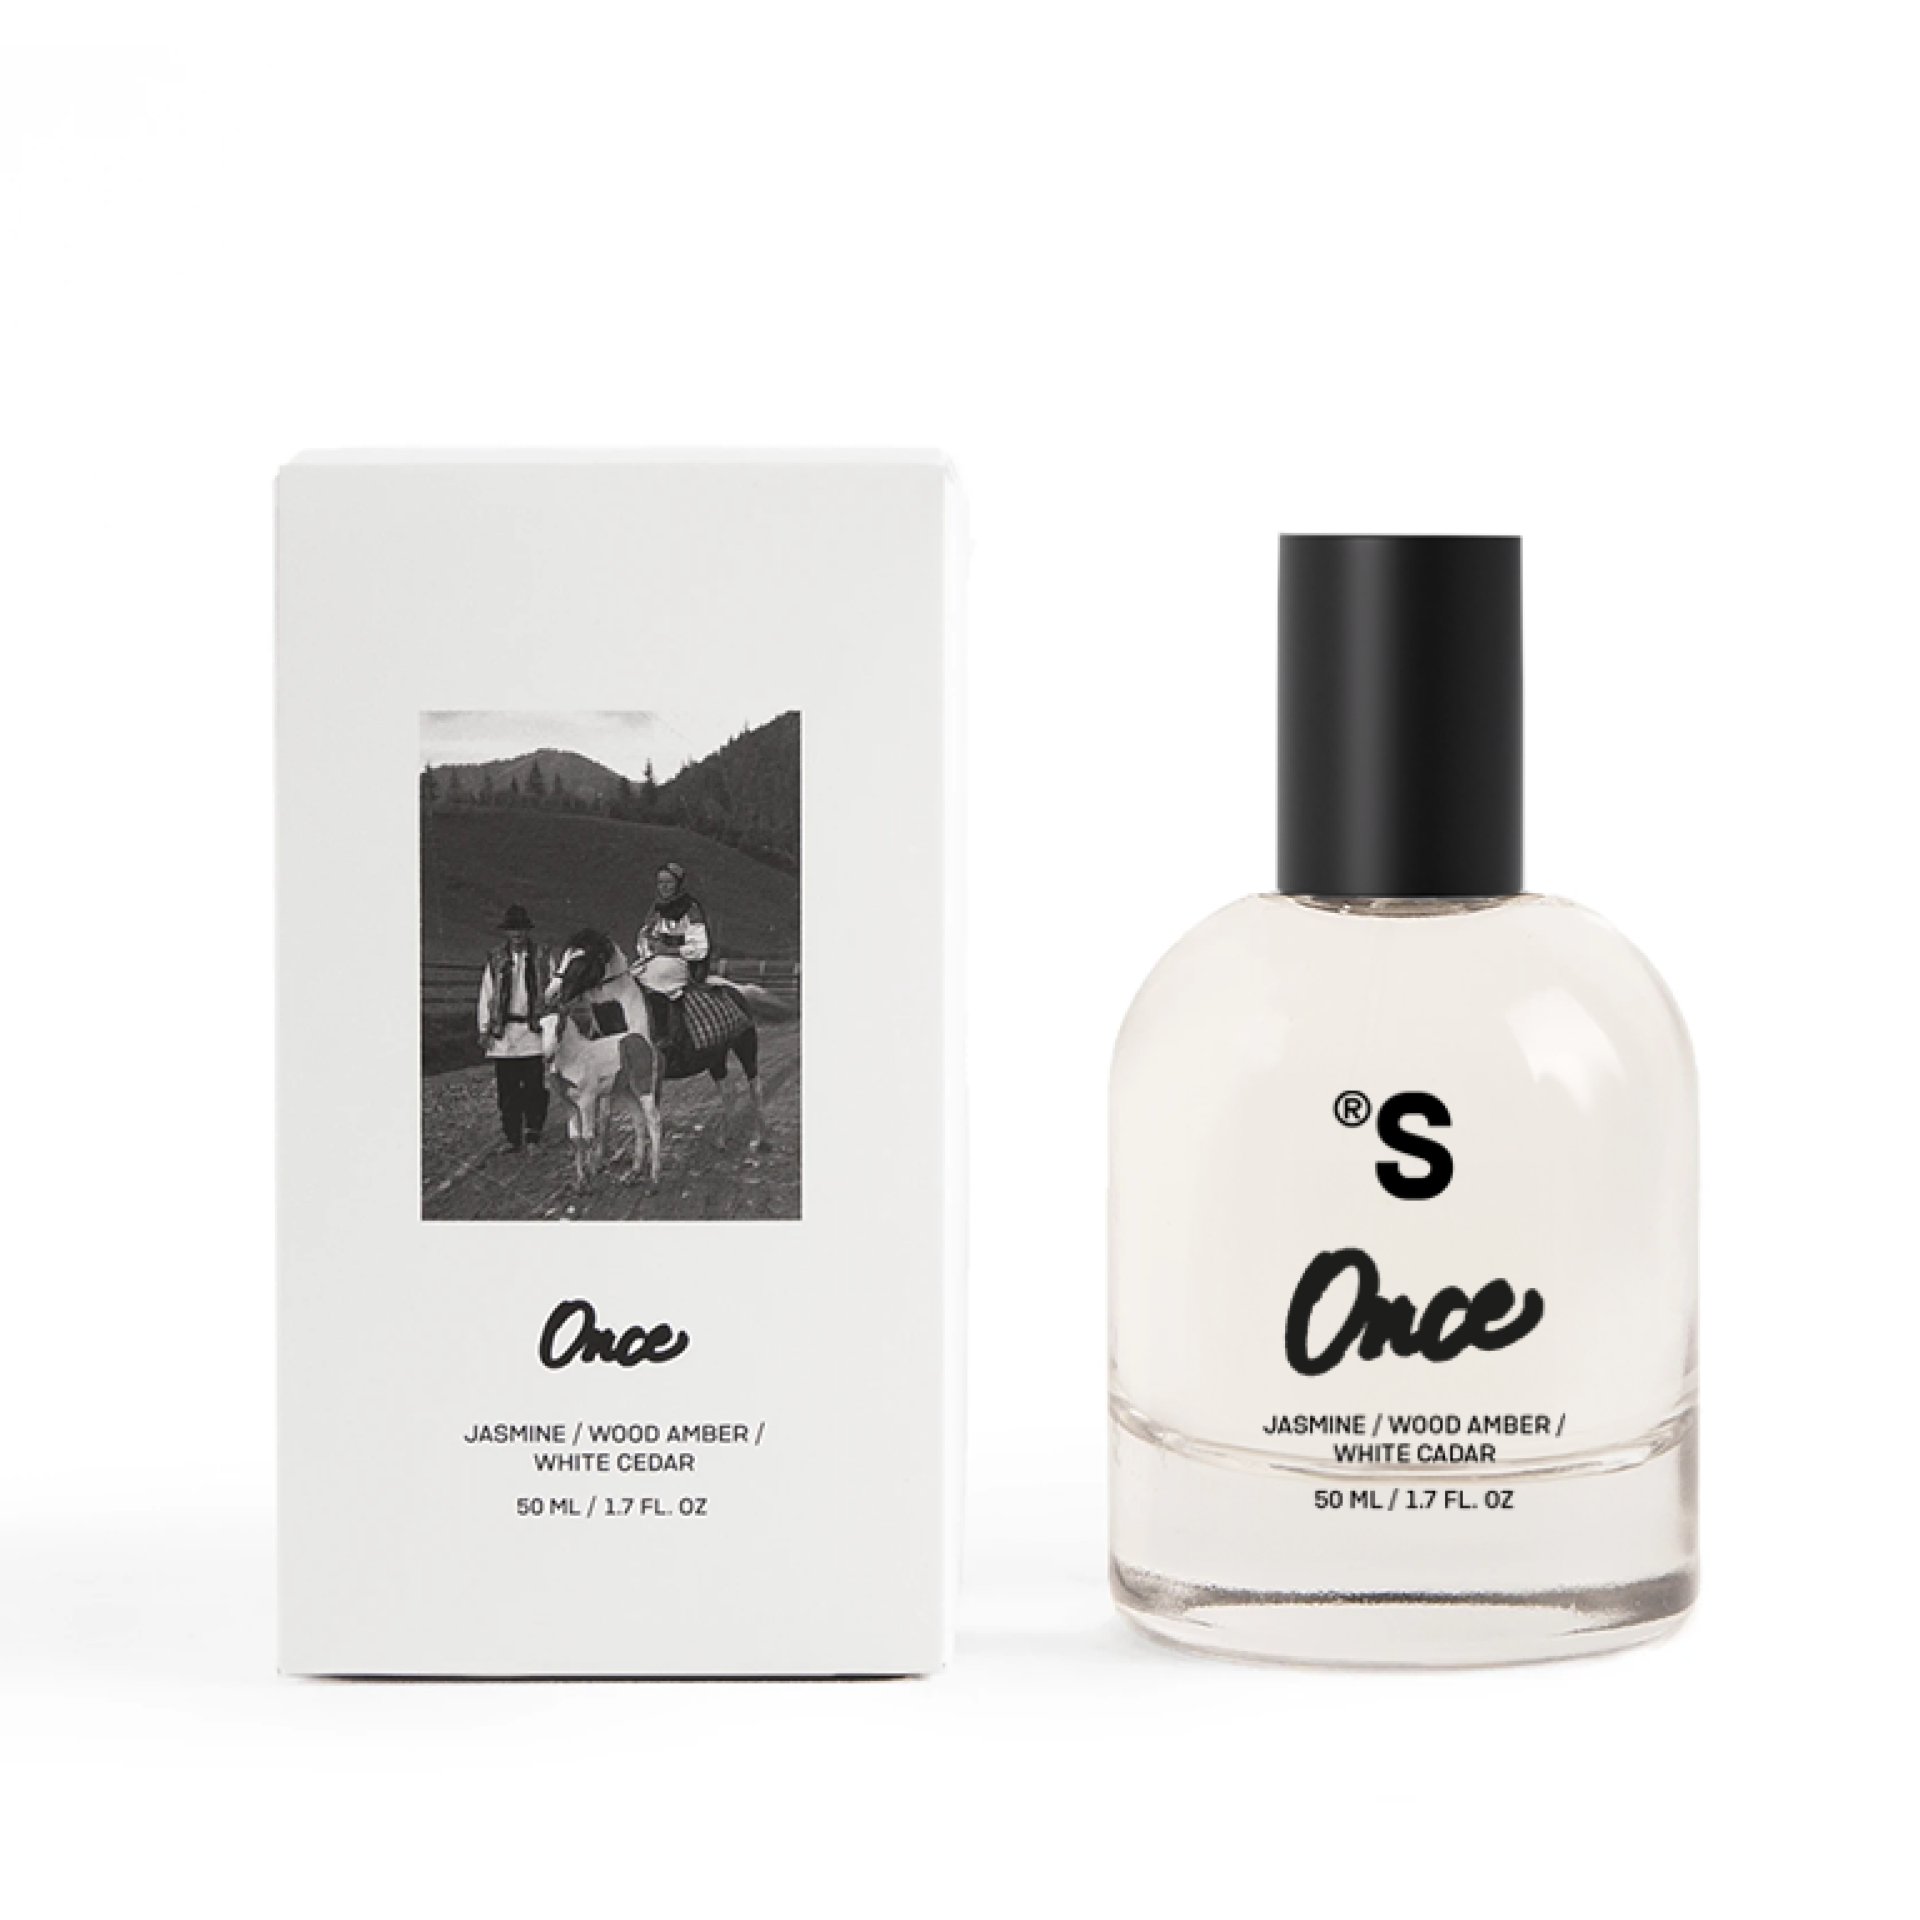 Once
JASMINE / WOOD AMBER /
WHITE CEDAR
50 ML / 1.7 FL. OZ
®S
Once
JASMINE / WOOD AMBER /
WHITE CADAR
50 ML / 1.7 FL. OZ